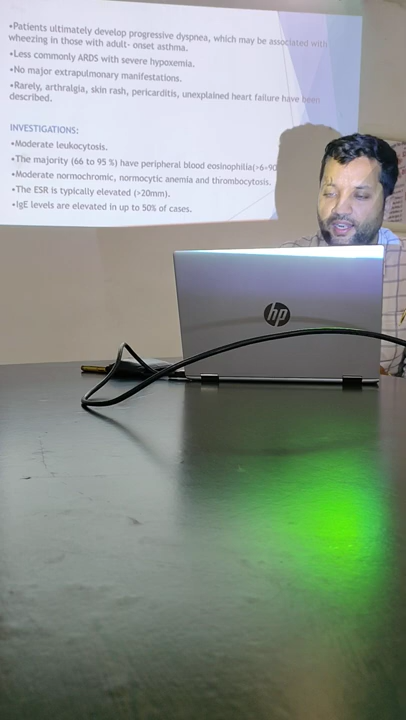 •Patients ultimately develop progressive dyspnea, which may be associated with
wheezing in those with adult- onset asthma.
•Less commonly ARDS with severe hypoxemia.
•No major extrapulmonary manifestations.
•Rarely, arthralgia, skin rash, pericarditis, unexplained heart failure have been
described.
INVESTIGATIONS:
•Moderate leukocytosis.
•The majority (66 to 95 %) have peripheral blood eosinophilia(>6-90
•Moderate normochromic, normocytic anemia and thrombocytosis.
•The ESR is typically elevated (>20mm).
•IgE levels are elevated in up to 50% of cases.
hp